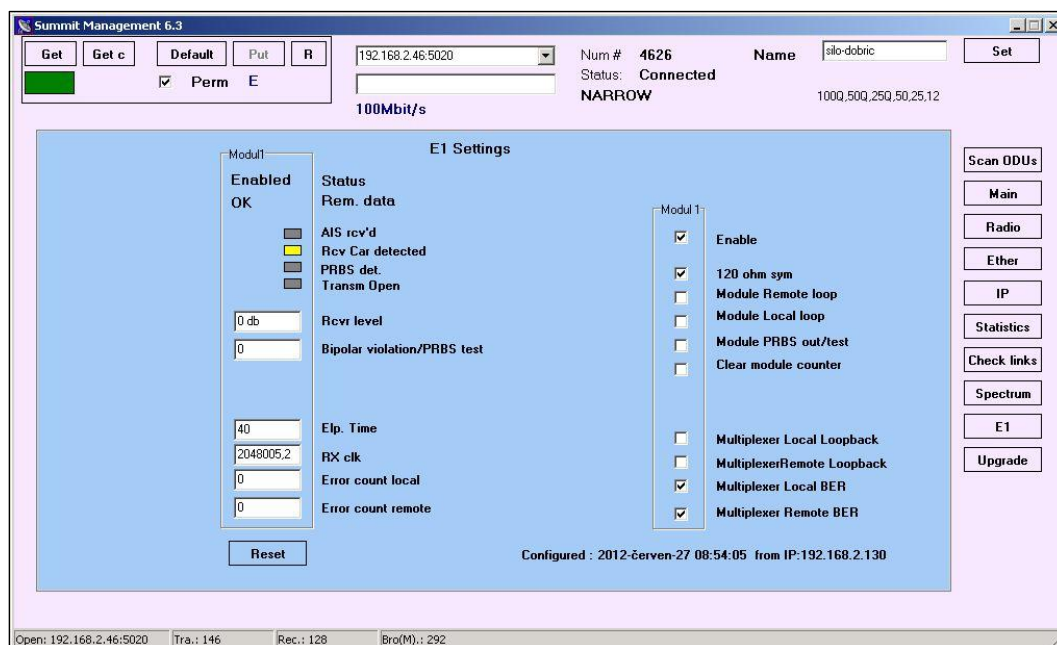 Summit Management 6.3
Get Get c Default Put R
Perm E
192.168.2.46:5020
100Mbit/s
Num # 4626
Status: Connected
NARROW
Name silo-dobric Set
100Q,50Q,25Q,50,25,12
E1 Settings
Modul1
Enabled Status
OK Rem. data
AIS rcv'd
Rcv Car detected
PRBS det.
Transm Open
0 db Rcvr level
0 Bipolar violation/PRBS test
40 Elp. Time
2048005,2 RX clk
0 Error count local
0 Error count remote
Reset
Modul 1
Enable
120 ohm sym
Module Remote loop
Module Local loop
Module PRBS out/test
Clear module counter
Multiplexer Local Loopback
MultiplexerRemote Loopback
Multiplexer Local BER
Multiplexer Remote BER
Configured : 2012-červen-27 08:54:05 from IP:192.168.2.130
Scan ODUs
Main
Radio
Ether
IP
Statistics
Check links
Spectrum
E1
Upgrade
Open: 192.168.2.46:5020 Tra.: 146 Rec.: 128 Bro(M).: 292